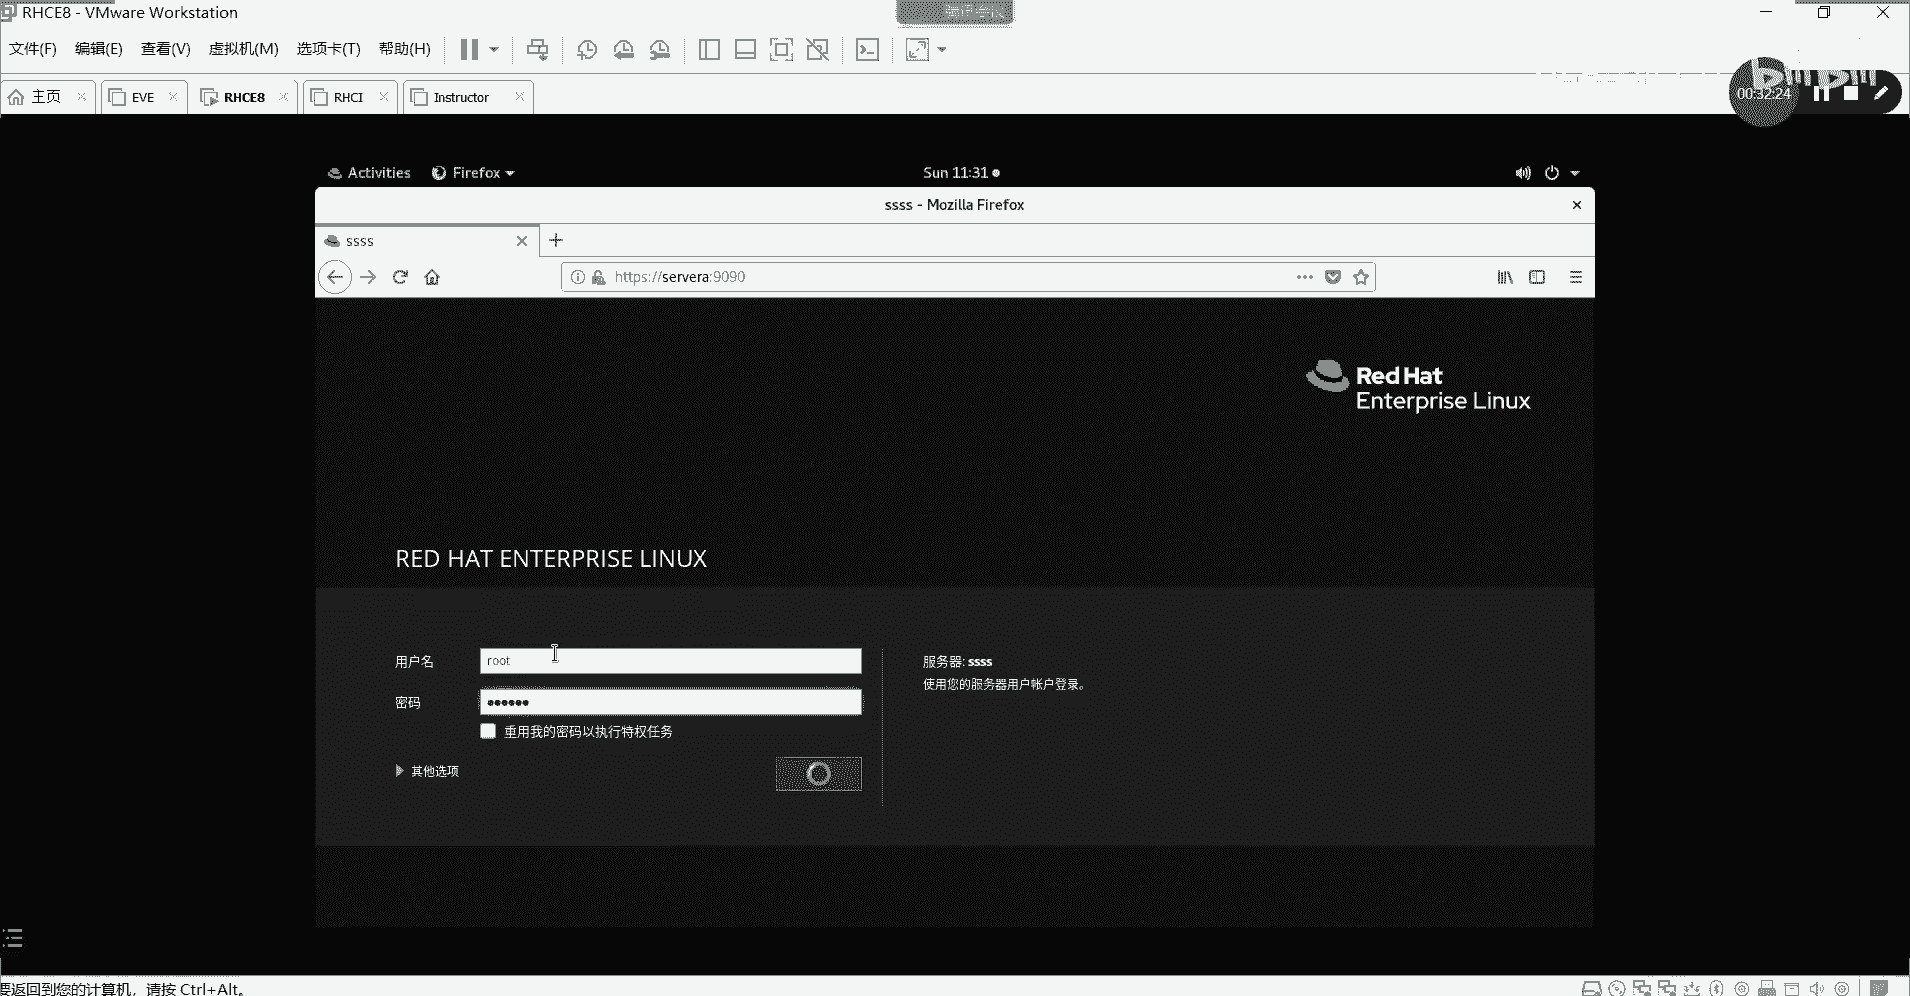 RHCE8 - VMware Workstation
文件(F) 编辑(E) 查看(V) 虚拟机(M) 选项卡(T) 帮助(H)
主页 EVE RHCE8 RHCI Instructor
bilibili
00:32:24
Activities Firefox Sun 11:31
ssss - Mozilla Firefox
ssss
https://servera:9090
Red Hat
Enterprise Linux
RED HAT ENTERPRISE LINUX
用户名 root
服务器: ssss
使用您的服务器用户帐户登录。
密码 ●●●●●●
重用我的密码以执行特权任务
其他选项
要返回到您的计算机，请按 Ctrl+Alt。